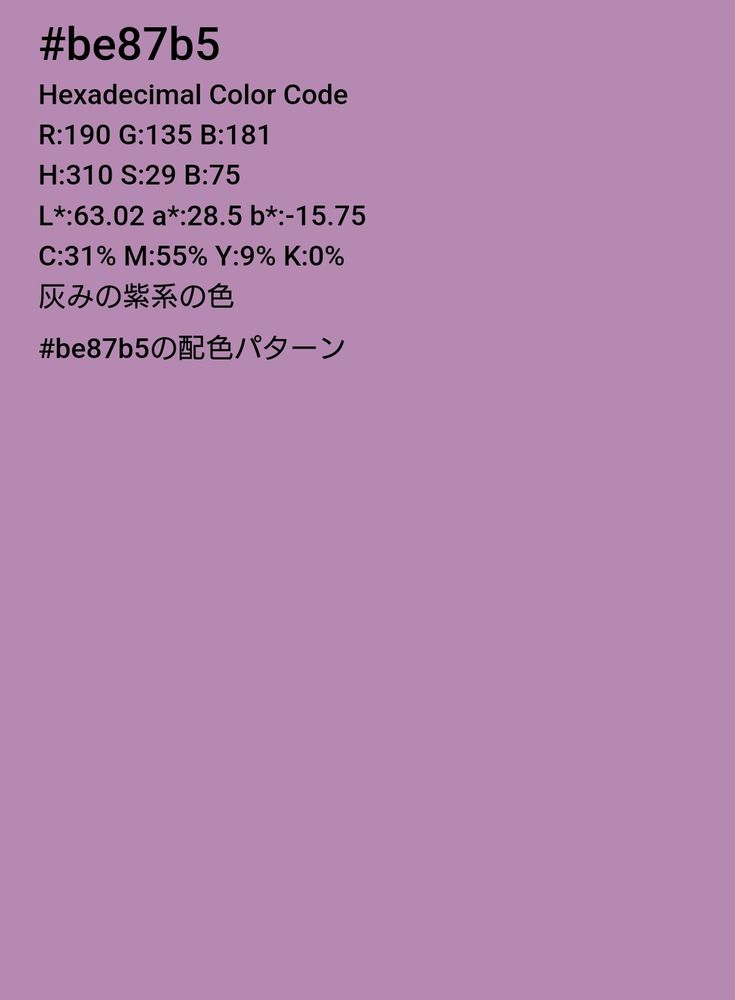 #be87b5
Hexadecimal Color Code
R:190 G:135 B:181
H:310 S:29 B:75
L*:63.02 a*:28.5 b*:-15.75
C:31% M:55% Y:9% K:0%
灰みの紫系の色
#be87b5の配色パターン